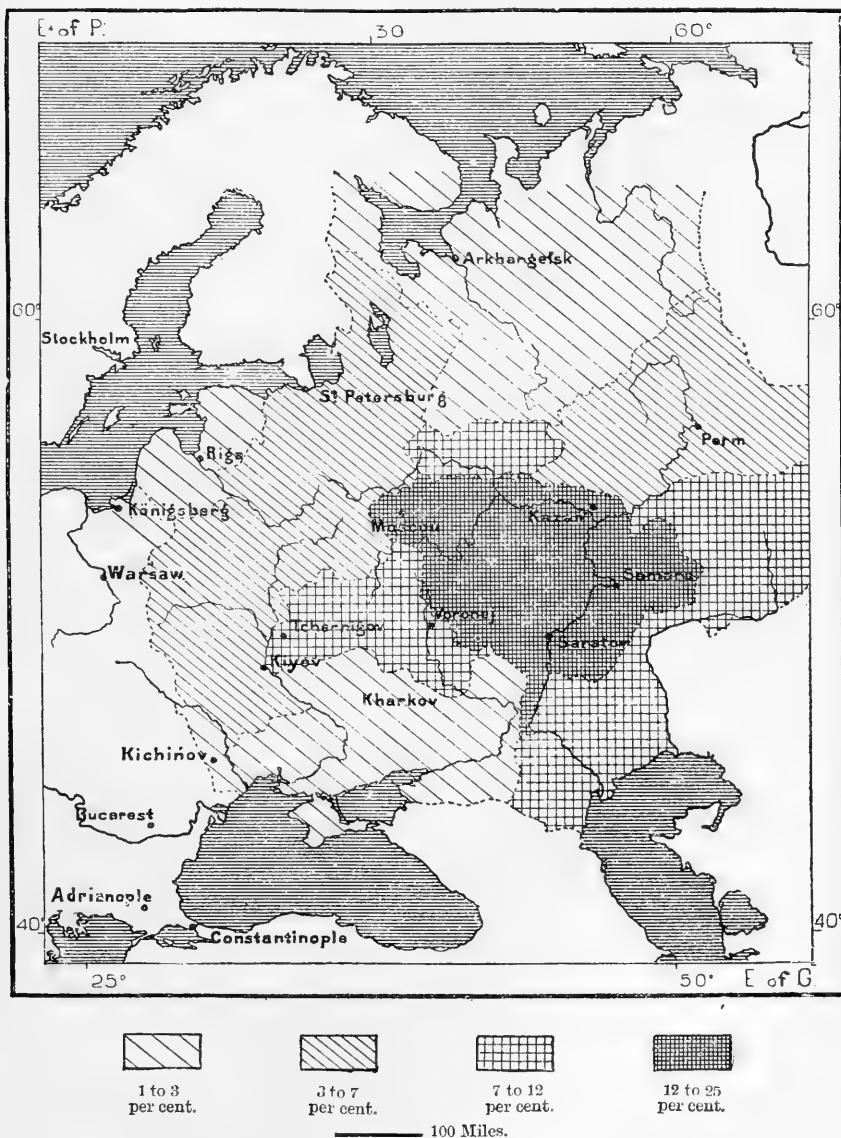 E. of P. 30 60°
Arkhangelsk
60° 60°
Stockholm
St Petersburg
Riga
Perm
Königsberg
Moscou Kazan
Warsaw
Samara
Tchernigov Voronej
Saratov
Kiyev
Kharkov
Kichinov
Bucarest
Adrianople
40° 40°
Constantinople
25° 50° E of G.
1 to 3 3 to 7 7 to 12 12 to 25
per cent. per cent. per cent. per cent.
100 Miles.